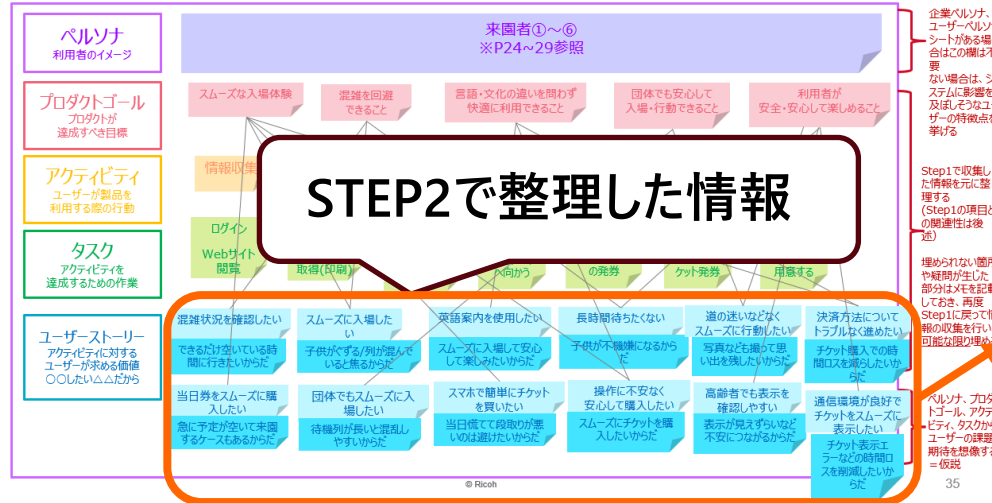 ペルソナ
利用者のイメージ
来園者①～⑥
※P24~29参照
プロダクトゴール
プロダクトが
達成すべき目標
スムーズな入場体験
混雑を回避
できること
言語・文化の違いを問わず
快適に利用できること
団体でも安心して
入場・行動できること
利用者が
安全・安心して楽しめること
アクティビティ
ユーザーが製品を
利用する際の行動
情報収集
STEP2で整理した情報
タスク
アクティビティを
達成するための作業
ログイン
Webサイト
閲覧
取得(印刷)
へ向かう
の発券
ケット発券
用意する
ユーザーストーリー
アクティビティに対する
ユーザーが求める価値
○○したい△△だから
混雑状況を確認したい
できるだけ空いている時
間に行きたいからだ
スムーズに入場した
い
子供がぐずる/列が混んで
いると焦るからだ
英語案内を使用したい
スムーズに入場して安心
して楽しみたいからだ
長時間待ちたくない
子供が不機嫌になるから
だ
道の迷いなどなく
スムーズに行動したい
写真なども撮って思
い出を残したいからだ
決済方法について
トラブルなく進めたい
チケット購入での時
間ロスを減らしたいか
らだ
当日券をスムーズに購
入したい
急に予定が空いて来園
するケースもあるからだ
団体でもスムーズに入
場したい
待機列が長いと混乱し
やすいからだ
スマホで簡単にチケット
を買いたい
当日慌てて段取りが悪
いのは避けたいからだ
操作に不安なく
安心して購入したい
スムーズにチケットを購
入したいからだ
高齢者でも表示を
確認しやすい
表示が見えずらいなど
不安につながるからだ
通信環境が良好で
チケットをスムーズに
表示したい
チケット表示エ
ラーなどの時間ロ
スを削減したいか
らだ
企業ペルソナ、
ユーザーペルソ
シートがある場
合はこの欄は不
要
ない場合は、シ
ステムに影響を
及ぼしそうなユー
ザーの特徴点を
挙げる
Step1で収集し
た情報を元に整
理する
(Step1の項目と
の関連性は後
述)
埋められない箇所
や疑問が生じた
部分はメモを記載
しておき、再度
Step1に戻って情
報の収集を行い
可能な限り埋め
ペルソナ、プロダ
トゴール、アクテ
ビティ、タスクから
ユーザーの課題
期待を想像する
＝仮説
© Ricoh
35